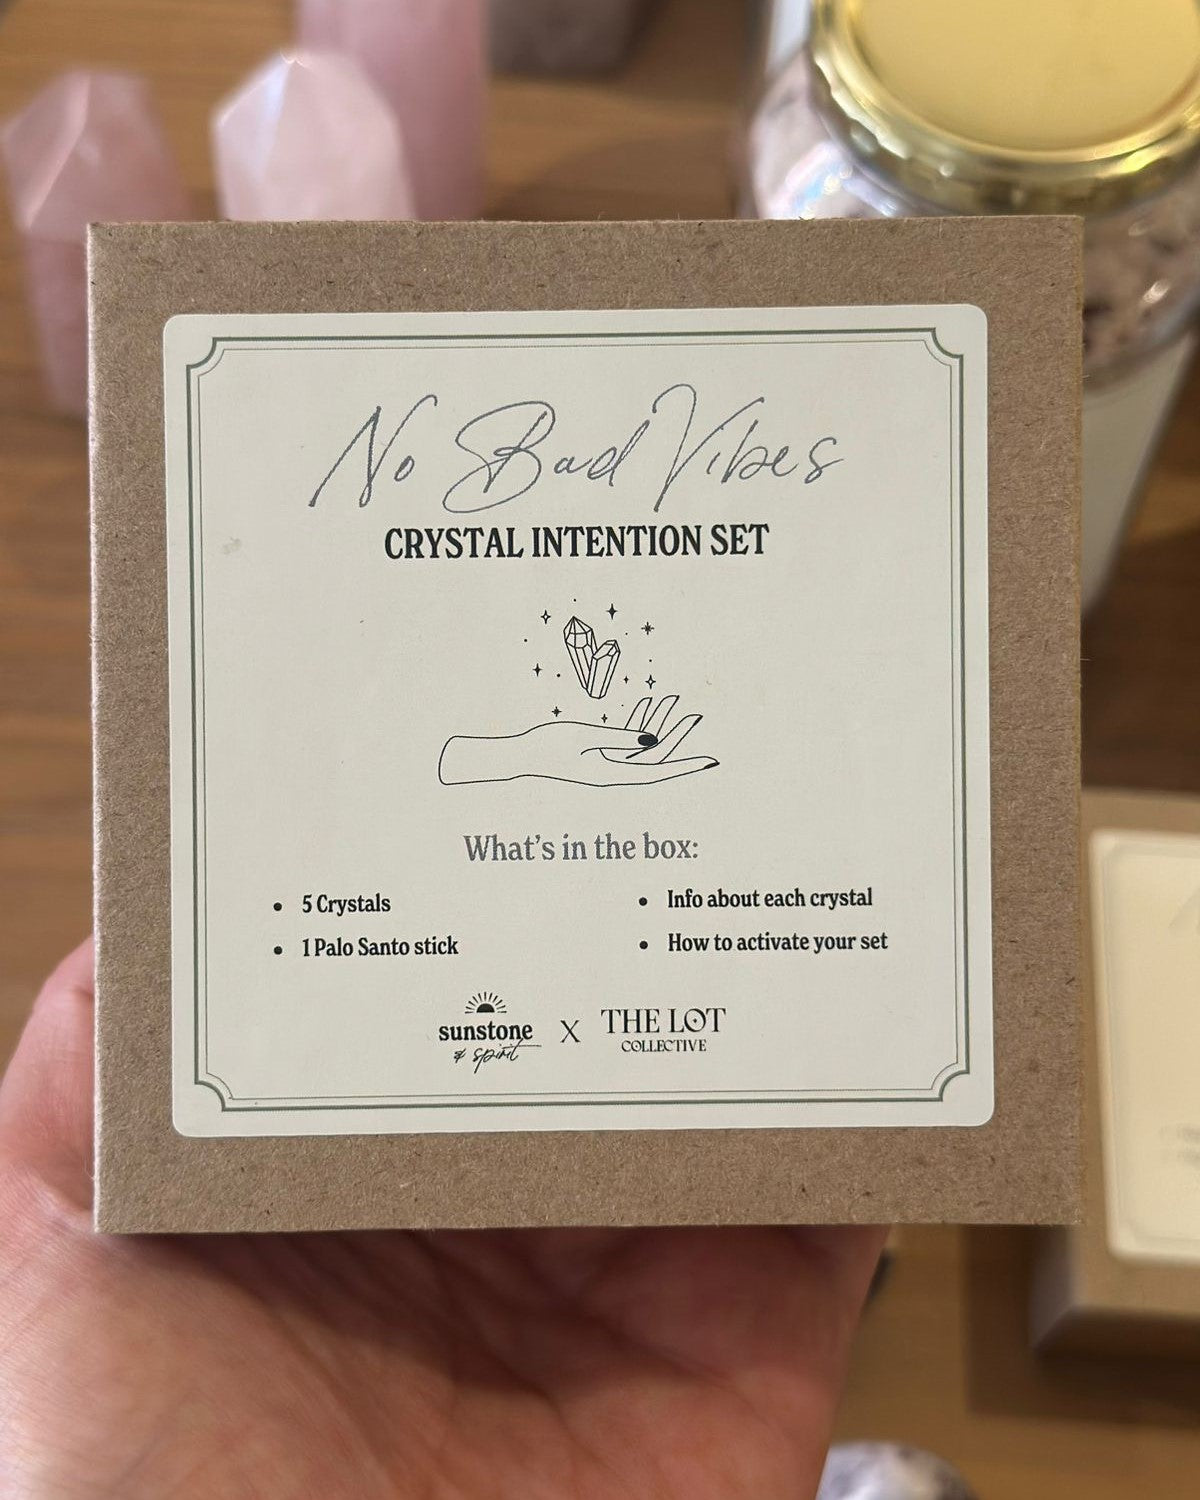 No Bad Vibes
CRYSTAL INTENTION SET
What's in the box:
• 5 Crystals
• 1 Palo Santo stick
• Info about each crystal
• How to activate your set
sunstone
& spirit
X
THE LOT
COLLECTIVE